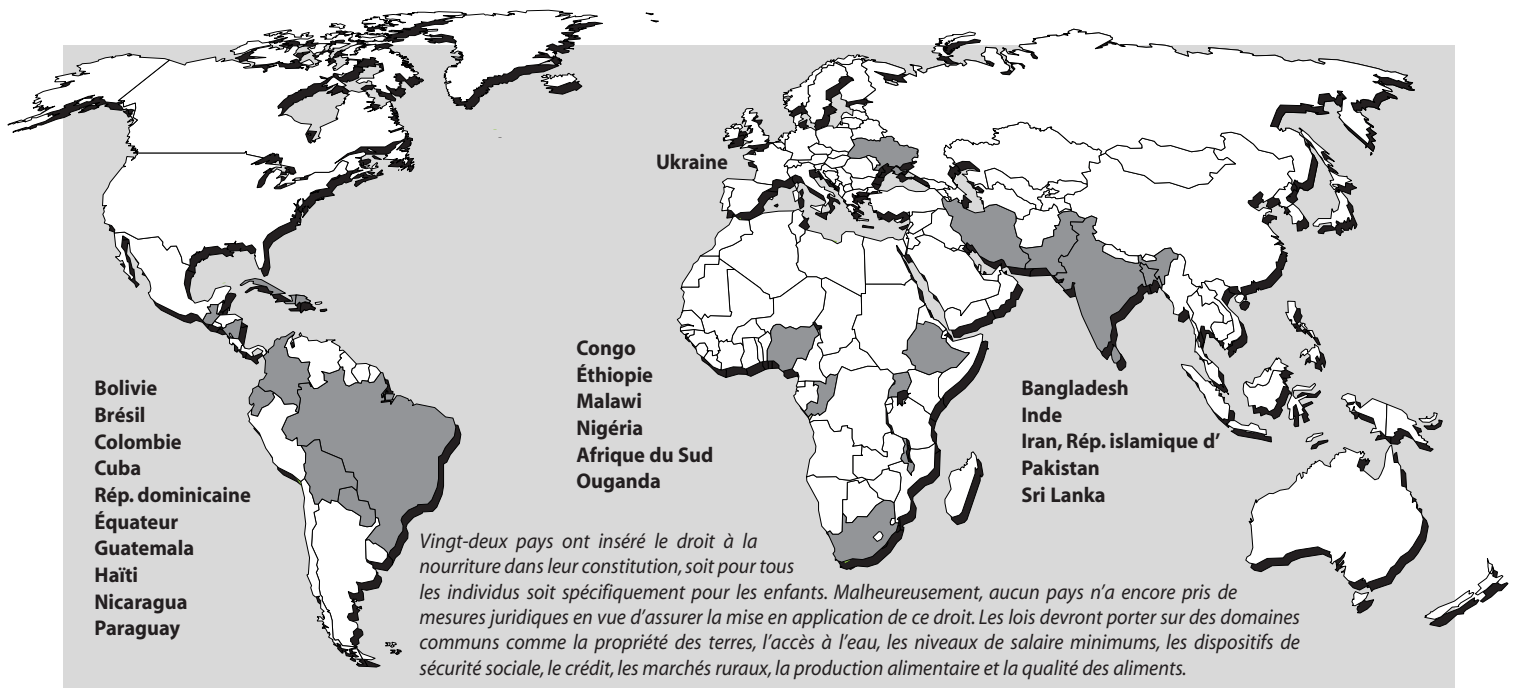 Ukraine
Bolivie
Brésil
Colombie
Cuba
Rép. dominicaine
Équateur
Guatemala
Haïti
Nicaragua
Paraguay
Congo
Éthiopie
Malawi
Nigéria
Afrique du Sud
Ouganda
Bangladesh
Inde
Iran, Rép. islamique d’
Pakistan
Sri Lanka
Vingt-deux pays ont inséré le droit à la
nourriture dans leur constitution, soit pour tous
les individus soit spécifiquement pour les enfants. Malheureusement, aucun pays n’a encore pris de
mesures juridiques en vue d’assurer la mise en application de ce droit. Les lois devront porter sur des domaines
communs comme la propriété des terres, l’accès à l’eau, les niveaux de salaire minimums, les dispositifs de
sécurité sociale, le crédit, les marchés ruraux, la production alimentaire et la qualité des aliments.